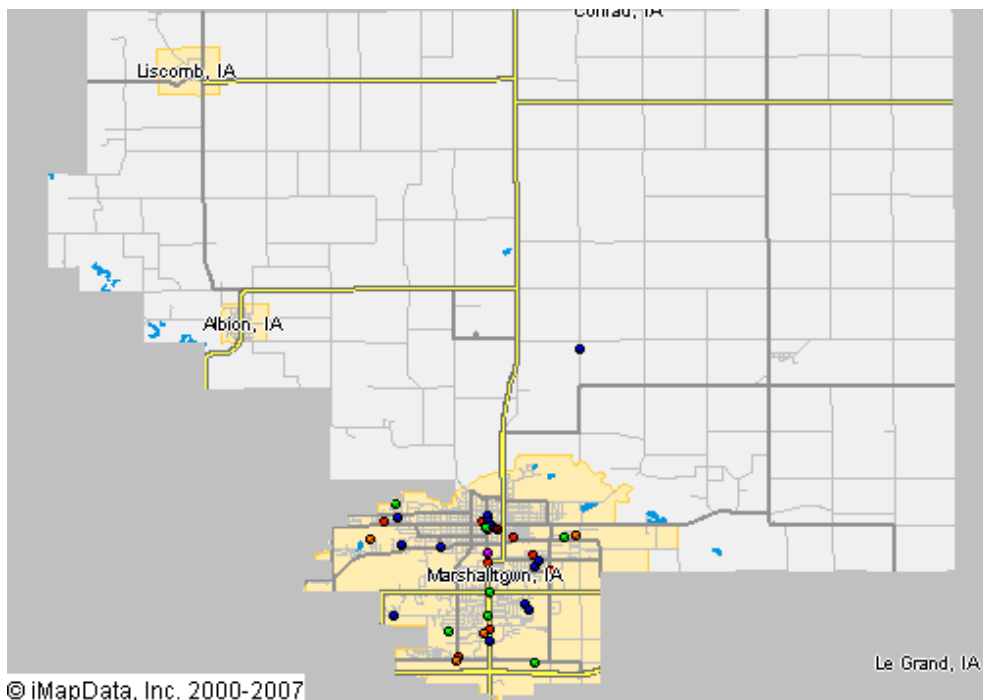 Conrad, IA
Liscomb, IA
Albion, IA
Marshalltown, IA
Le Grand, IA
© iMapData, Inc. 2000-2007